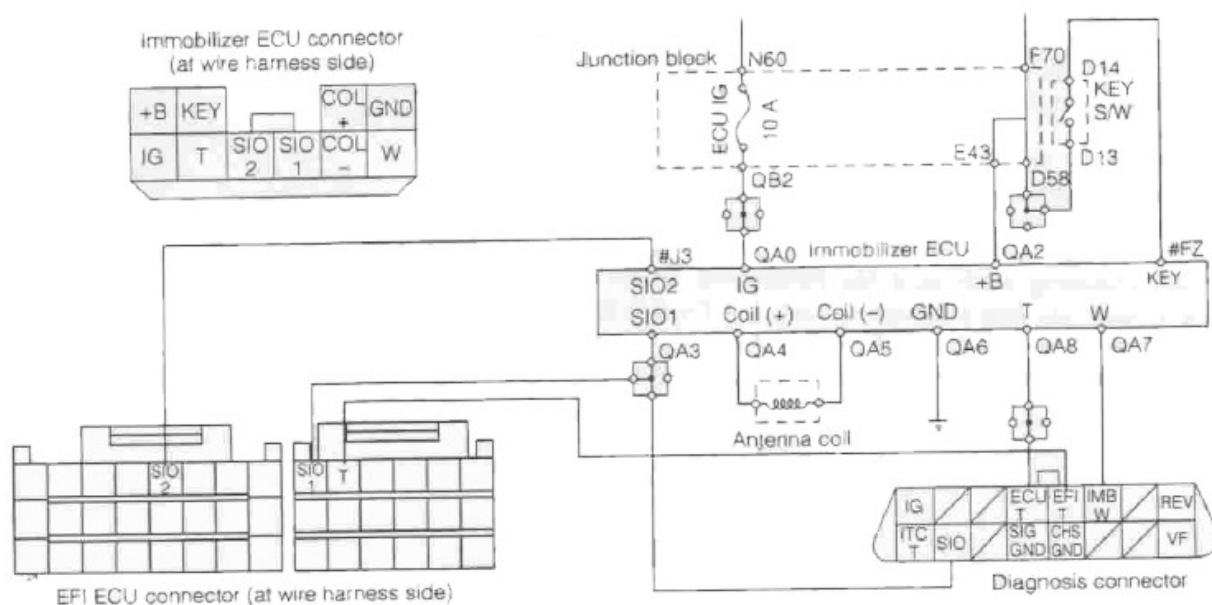 Immobilizer ECU connector
(at wire harness side)
+B KEY COL + GND
IG T SIO 2 SIO 1 COL – W
Junction block
N60
F70
D14
KEY
S/W
ECU IG
10 A
E43
D13
QB2
D58
#J3 QA0 Immobilizer ECU QA2 #FZ
SIO2 IG +B KEY
SIO1 Coil (+) Coil (–) GND T W
QA3 QA4 QA5 QA6 QA8 QA7
Antenna coil
SIO 2
SIO 1 T
IG ECU T EFI T IMB W REV
ITC T SIO SIG GND CHS GND VF
Diagnosis connector
EFI ECU connector (at wire harness side)